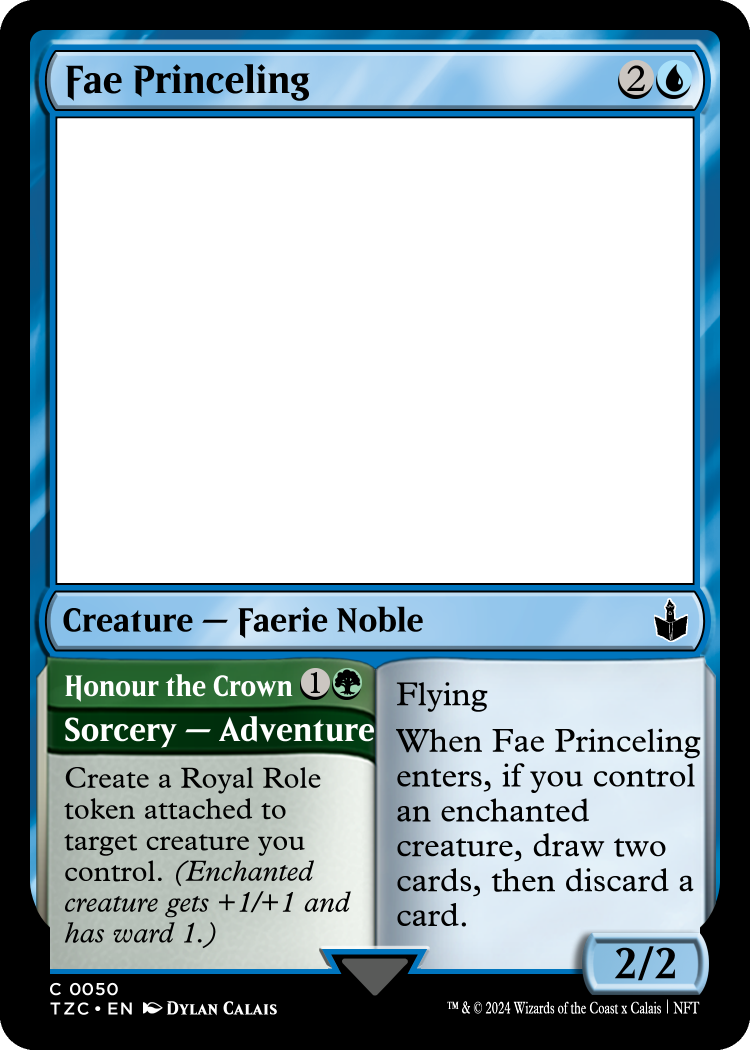 Fae Princeling 2
Creature — Faerie Noble
Honour the Crown 1
Sorcery — Adventure
Create a Royal Role
token attached to
target creature you
control. (Enchanted
creature gets +1/+1 and
has ward 1.)
Flying
When Fae Princeling
enters, if you control
an enchanted
creature, draw two
cards, then discard a
card.
2/2
C 0050
TZC • EN DYLAN CALAIS
™ & © 2024 Wizards of the Coast x Calais | NFT